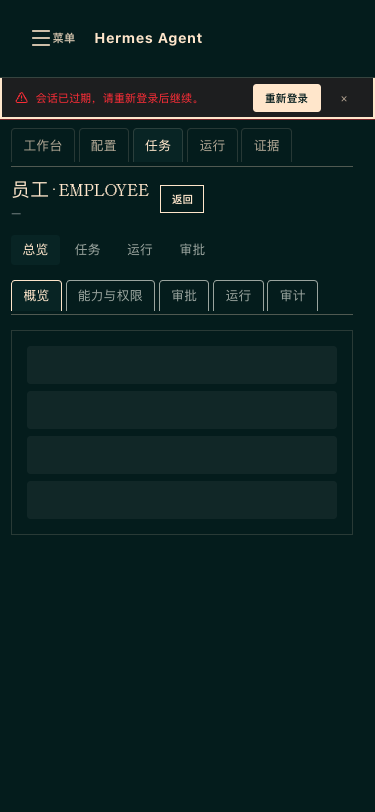 菜单 Hermes Agent
会话已过期，请重新登录后继续。 重新登录 ×
工作台 配置 任务 运行 证据
员工·EMPLOYEE 返回
—
总览 任务 运行 审批
概览 能力与权限 审批 运行 审计